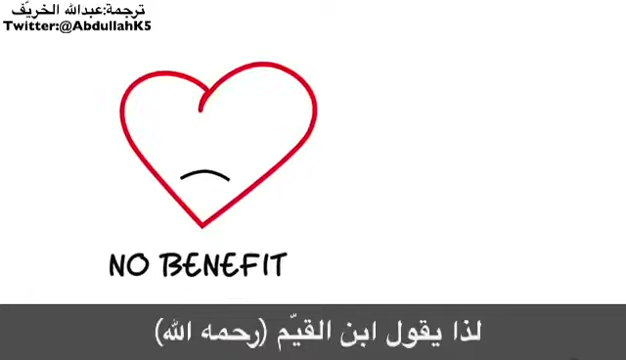 ترجمة:عبدالله الخريّف
Twitter:@AbdullahK5
NO BENEFIT
لذا يقول ابن القيّم (رحمه الله)